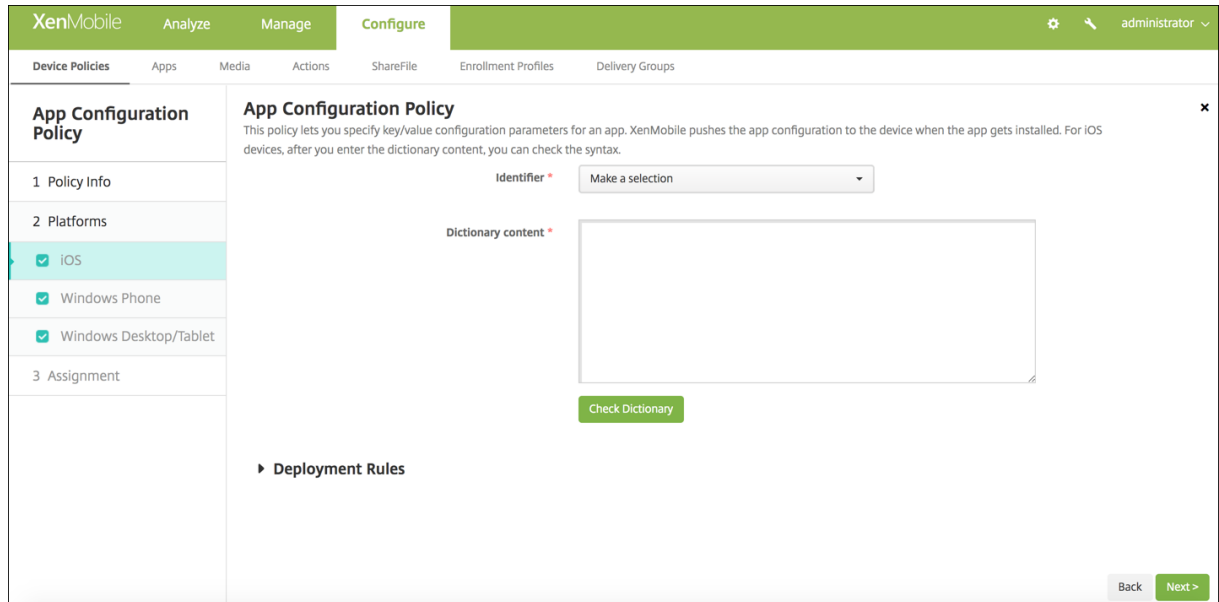 XenMobile Analyze Manage Configure administrator
Device Policies Apps Media Actions ShareFile Enrollment Profiles Delivery Groups
App Configuration Policy
1 Policy Info
2 Platforms
iOS
Windows Phone
Windows Desktop/Tablet
3 Assignment
App Configuration Policy
This policy lets you specify key/value configuration parameters for an app. XenMobile pushes the app configuration to the device when the app gets installed. For iOS
devices, after you enter the dictionary content, you can check the syntax.
Identifier * Make a selection
Dictionary content *
Check Dictionary
Deployment Rules
Back Next >